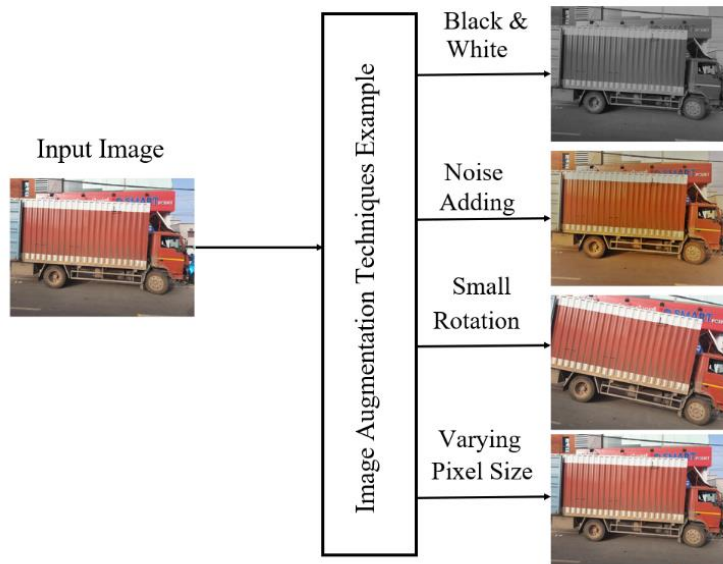 Input Image
Image Augmentation Techniques Example
Black &
White
Noise
Adding
Small
Rotation
Varying
Pixel Size